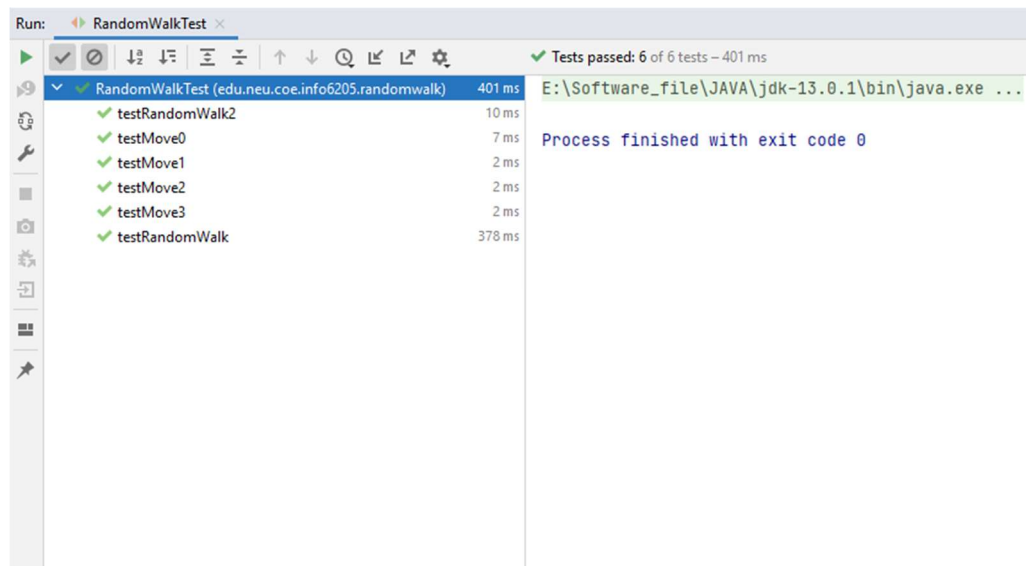 Run: RandomWalkTest
Tests passed: 6 of 6 tests – 401 ms
RandomWalkTest (edu.neu.coe.info6205.randomwalk) 401 ms
testRandomWalk2 10 ms
testMove0 7 ms
testMove1 2 ms
testMove2 2 ms
testMove3 2 ms
testRandomWalk 378 ms
E:\Software_file\JAVA\jdk-13.0.1\bin\java.exe ...
Process finished with exit code 0